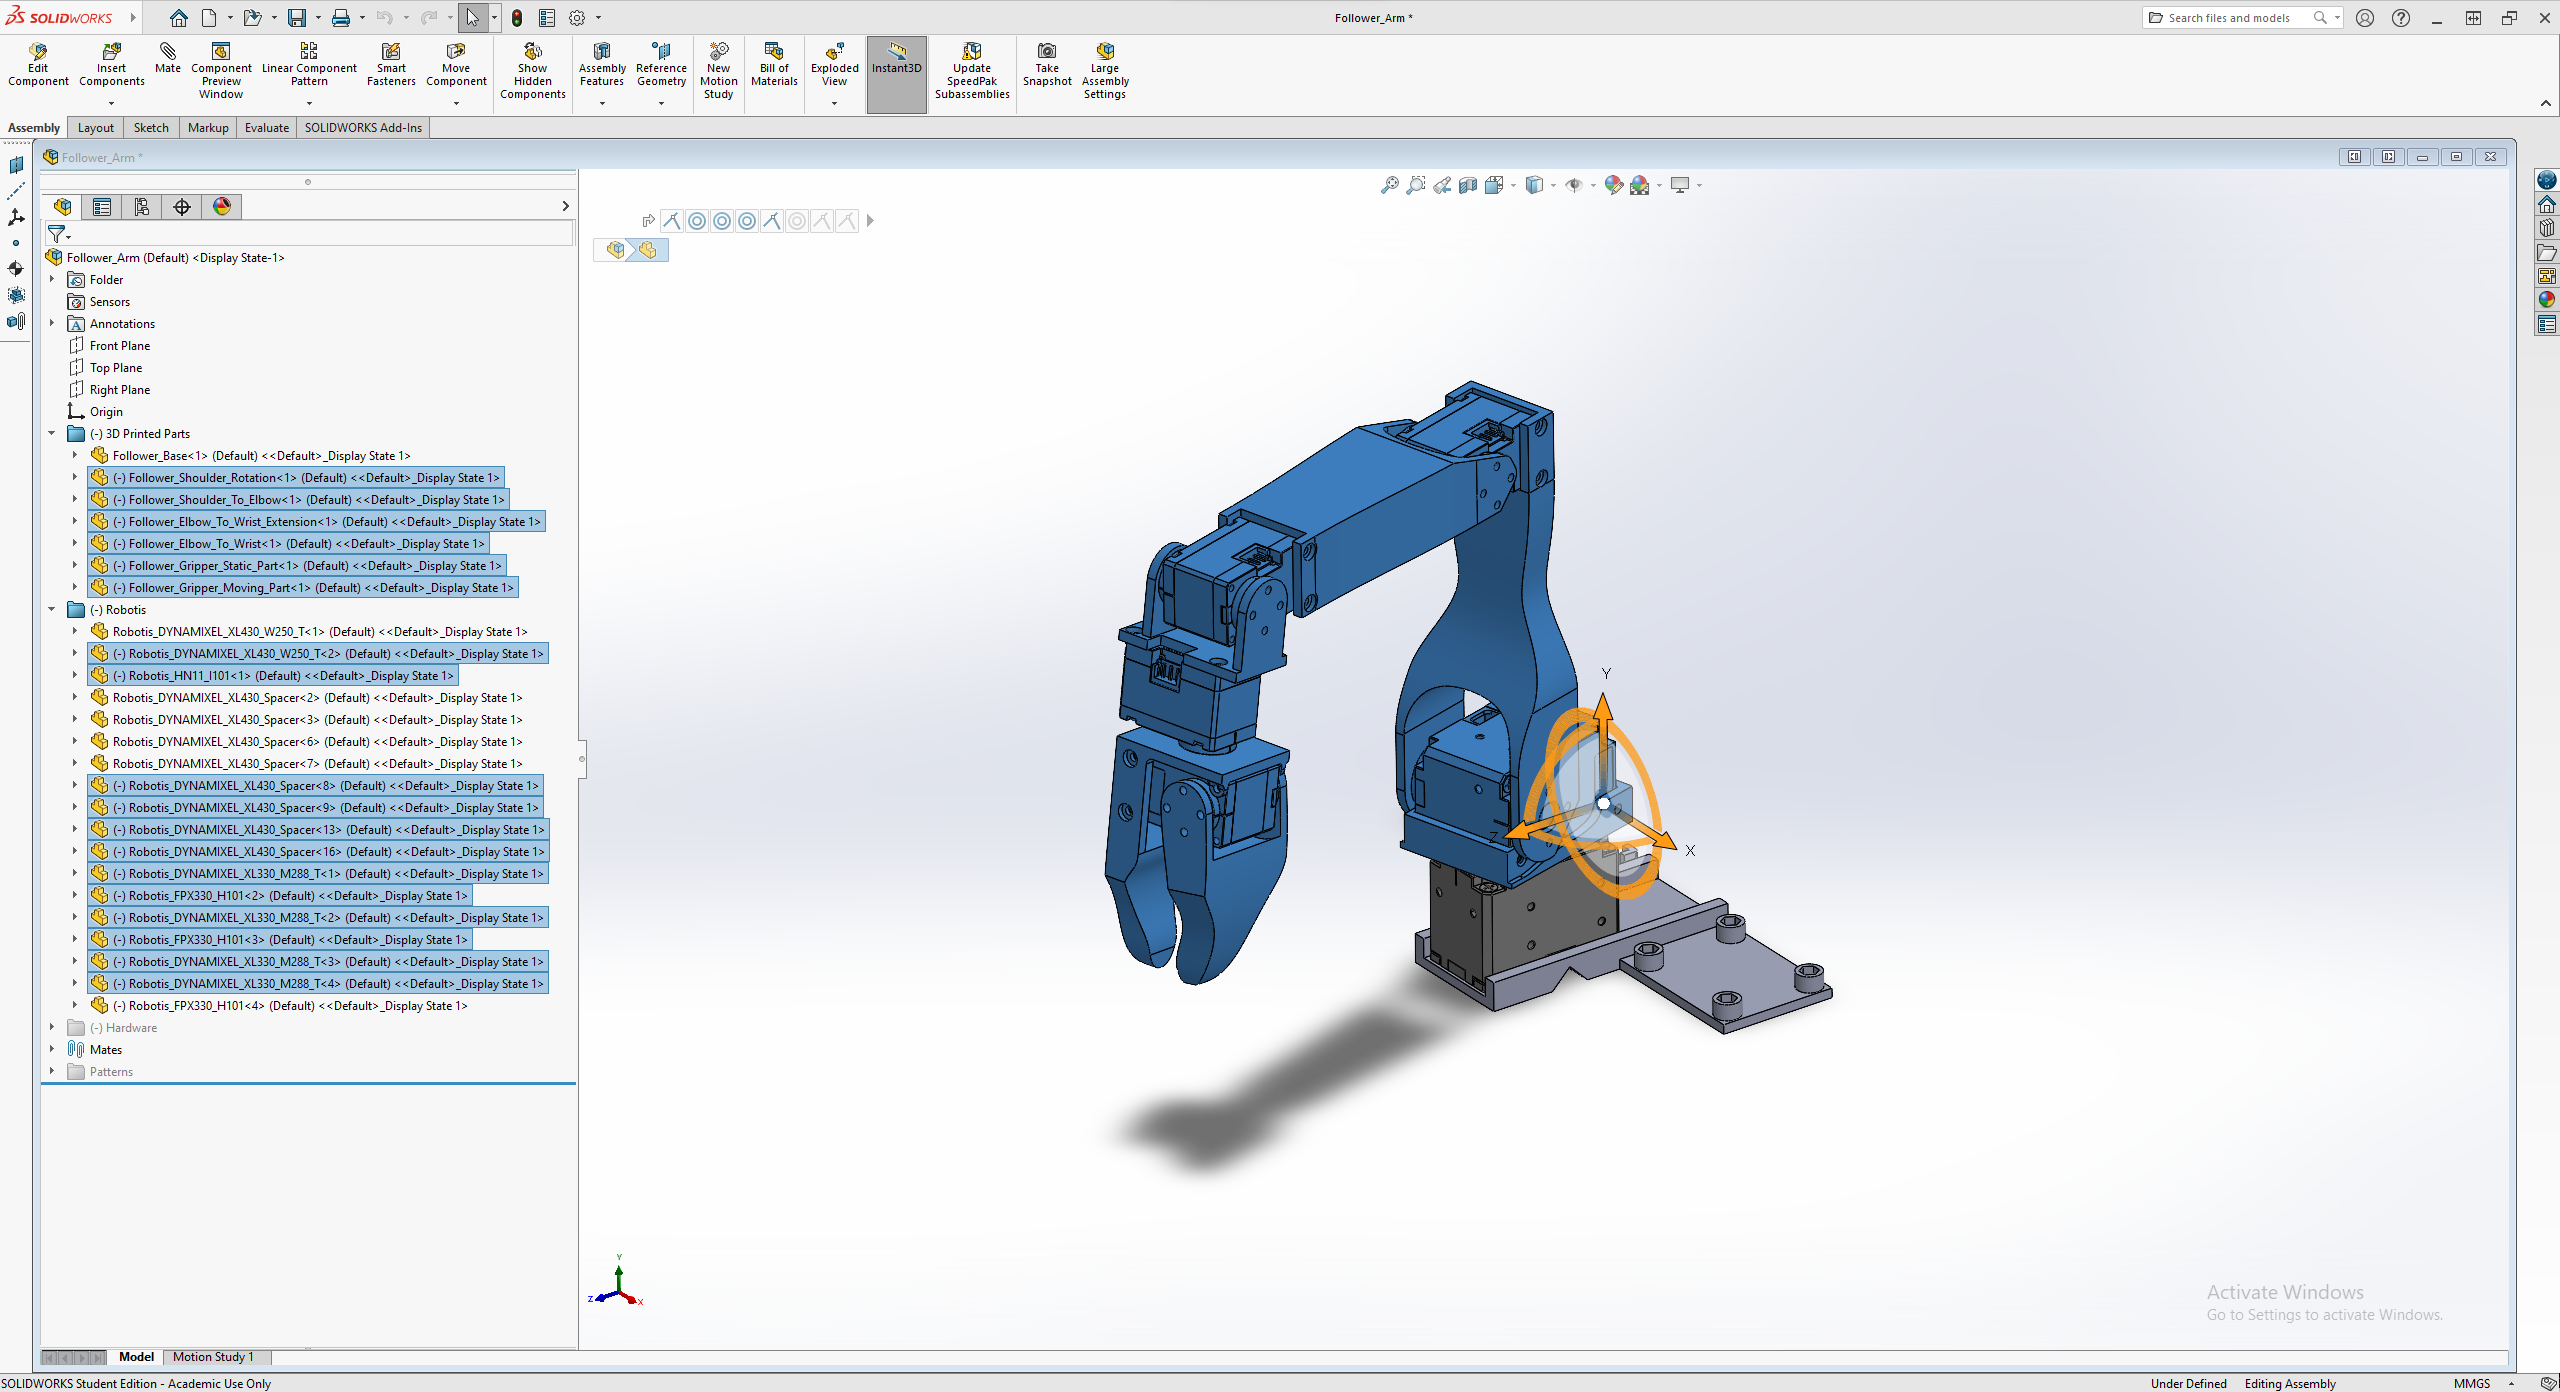 SOLIDWORKS
Follower_Arm *
Search files and models
Edit Component
Insert Components
Mate
Component Preview Window
Linear Component Pattern
Smart Fasteners
Move Component
Show Hidden Components
Assembly Features
Reference Geometry
New Motion Study
Bill of Materials
Exploded View
Instant3D
Update SpeedPak Subassemblies
Take Snapshot
Large Assembly Settings
Assembly
Layout
Sketch
Markup
Evaluate
SOLIDWORKS Add-Ins
Follower_Arm *
Follower_Arm (Default) <Display State-1>
Folder
Sensors
Annotations
Front Plane
Top Plane
Right Plane
Origin
(-) 3D Printed Parts
Follower_Base<1> (Default) <<Default>_Display State 1>
(-) Follower_Shoulder_Rotation<1> (Default) <<Default>_Display State 1>
(-) Follower_Shoulder_To_Elbow<1> (Default) <<Default>_Display State 1>
(-) Follower_Elbow_To_Wrist_Extension<1> (Default) <<Default>_Display State 1>
(-) Follower_Elbow_To_Wrist<1> (Default) <<Default>_Display State 1>
(-) Follower_Gripper_Static_Part<1> (Default) <<Default>_Display State 1>
(-) Follower_Gripper_Moving_Part<1> (Default) <<Default>_Display State 1>
(-) Robotis
Robotis_DYNAMIXEL_XL430_W250_T<1> (Default) <<Default>_Display State 1>
(-) Robotis_DYNAMIXEL_XL430_W250_T<2> (Default) <<Default>_Display State 1>
(-) Robotis_HN11_I101<1> (Default) <<Default>_Display State 1>
Robotis_DYNAMIXEL_XL430_Spacer<2> (Default) <<Default>_Display State 1>
Robotis_DYNAMIXEL_XL430_Spacer<3> (Default) <<Default>_Display State 1>
Robotis_DYNAMIXEL_XL430_Spacer<6> (Default) <<Default>_Display State 1>
Robotis_DYNAMIXEL_XL430_Spacer<7> (Default) <<Default>_Display State 1>
(-) Robotis_DYNAMIXEL_XL430_Spacer<8> (Default) <<Default>_Display State 1>
(-) Robotis_DYNAMIXEL_XL430_Spacer<9> (Default) <<Default>_Display State 1>
(-) Robotis_DYNAMIXEL_XL430_Spacer<13> (Default) <<Default>_Display State 1>
(-) Robotis_DYNAMIXEL_XL430_Spacer<16> (Default) <<Default>_Display State 1>
(-) Robotis_DYNAMIXEL_XL330_M288_T<1> (Default) <<Default>_Display State 1>
(-) Robotis_FPX330_H101<2> (Default) <<Default>_Display State 1>
(-) Robotis_DYNAMIXEL_XL330_M288_T<2> (Default) <<Default>_Display State 1>
(-) Robotis_FPX330_H101<3> (Default) <<Default>_Display State 1>
(-) Robotis_DYNAMIXEL_XL330_M288_T<3> (Default) <<Default>_Display State 1>
(-) Robotis_DYNAMIXEL_XL330_M288_T<4> (Default) <<Default>_Display State 1>
(-) Robotis_FPX330_H101<4> (Default) <<Default>_Display State 1>
(-) Hardware
Mates
Patterns
Y
Z
X
Y
Z
X
Activate Windows
Go to Settings to activate Windows.
Model
Motion Study 1
SOLIDWORKS Student Edition - Academic Use Only
Under Defined
Editing Assembly
MMGS